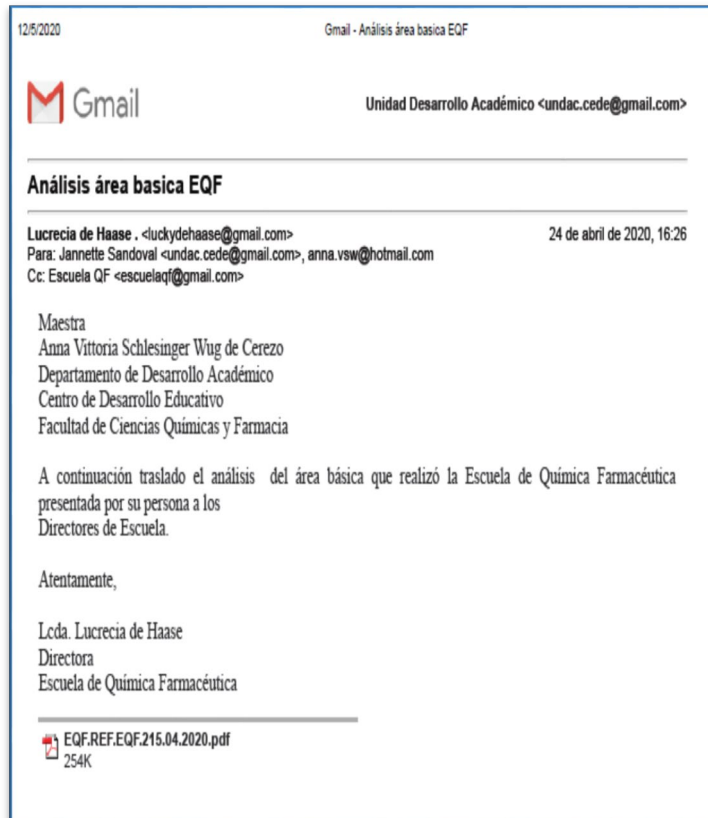 12/5/2020 Gmail - Análisis área basica EQF
Gmail Unidad Desarrollo Académico <undac.cede@gmail.com>
Análisis área basica EQF
Lucrecia de Haase . <luckydehaase@gmail.com> 24 de abril de 2020, 16:26
Para: Jannette Sandoval <undac.cede@gmail.com>, anna.vsw@hotmail.com
Cc: Escuela QF <escuelaqf@gmail.com>
Maestra
Anna Vittoria Schlesinger Wug de Cerezo
Departamento de Desarrollo Académico
Centro de Desarrollo Educativo
Facultad de Ciencias Químicas y Farmacia
A continuación traslado el análisis del área básica que realizó la Escuela de Química Farmacéutica
presentada por su persona a los
Directores de Escuela.
Atentamente,
Lcda. Lucrecia de Haase
Directora
Escuela de Química Farmacéutica
EQF.REF.EQF.215.04.2020.pdf
254K